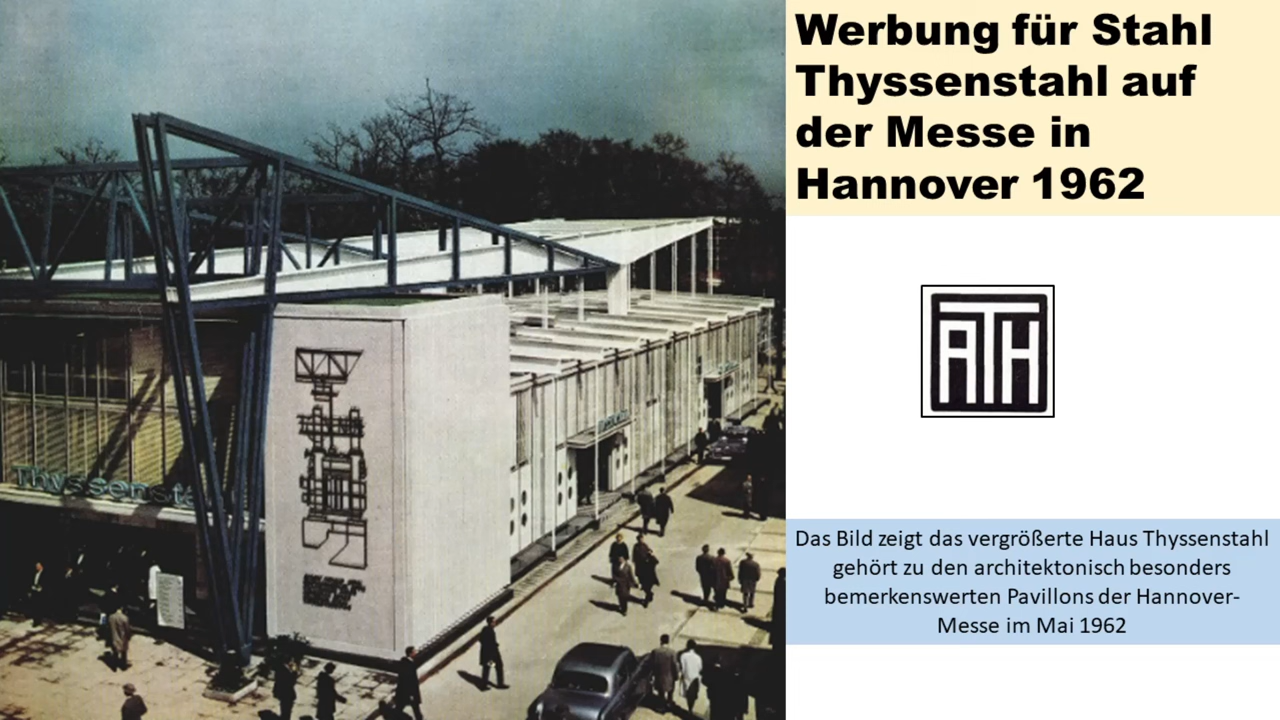 Werbung für Stahl
Thyssenstahl auf
der Messe in
Hannover 1962
ATH
Das Bild zeigt das vergrößerte Haus Thyssenstahl
gehört zu den architektonisch besonders
bemerkenswerten Pavillons der Hannover-
Messe im Mai 1962
Thyssensta